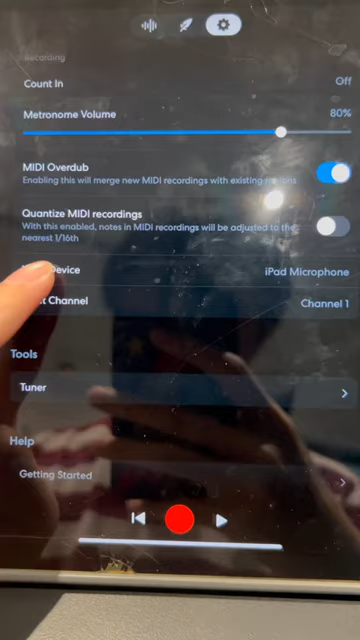 Recording
Count In
Off
Metronome Volume
80%
MIDI Overdub
Enabling this will merge new MIDI recordings with existing
Quantize MIDI recordings
With this enabled, notes in MIDI recordings will be adjusted to the
nearest 1/16th
Device
iPad Microphone
Channel
Channel 1
Tools
Tuner
Help
Getting Started